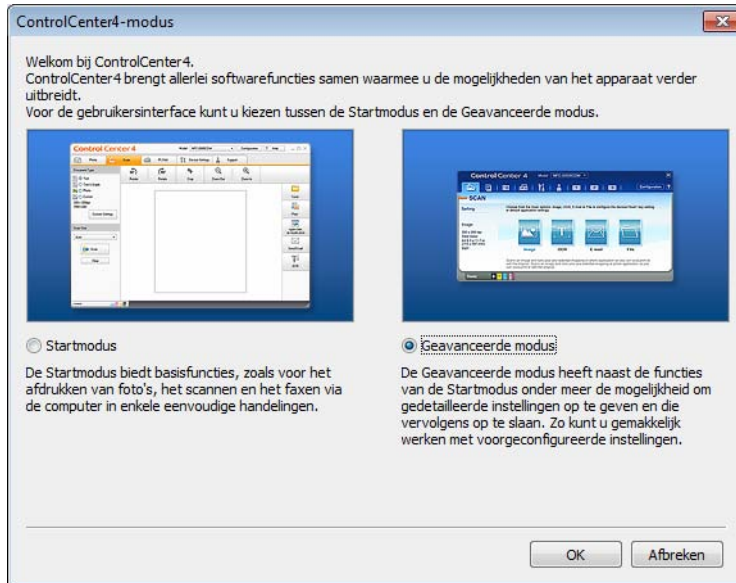 ControlCenter4-modus
Welkom bij ControlCenter4.
ControlCenter4 brengt allerlei softwarefuncties samen waarmee u de mogelijkheden van het apparaat verder
uitbreidt.
Voor de gebruikersinterface kunt u kiezen tussen de Startmodus en de Geavanceerde modus.
Control Center 4
Control Center 4
SCAN
Startmodus
De Startmodus biedt basisfuncties, zoals voor het
afdrukken van foto's, het scannen en het faxen via
de computer in enkele eenvoudige handelingen.
Geavanceerde modus
De Geavanceerde modus heeft naast de functies
van de Startmodus onder meer de mogelijkheid om
gedetailleerde instellingen op te geven en die
vervolgens op te slaan. Zo kunt u gemakkelijk
werken met voorgeconfigureerde instellingen.
OK
Afbreken